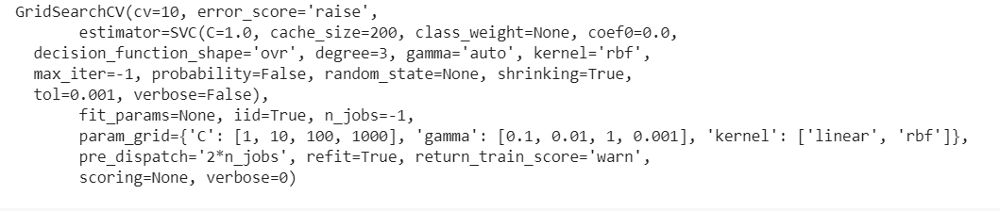 GridSearchCV(cv=10, error_score='raise',
estimator=SVC(C=1.0, cache_size=200, class_weight=None, coef0=0.0,
decision_function_shape='ovr', degree=3, gamma='auto', kernel='rbf',
max_iter=-1, probability=False, random_state=None, shrinking=True,
tol=0.001, verbose=False),
fit_params=None, iid=True, n_jobs=-1,
param_grid={'C': [1, 10, 100, 1000], 'gamma': [0.1, 0.01, 1, 0.001], 'kernel': ['linear', 'rbf']},
pre_dispatch='2*n_jobs', refit=True, return_train_score='warn',
scoring=None, verbose=0)